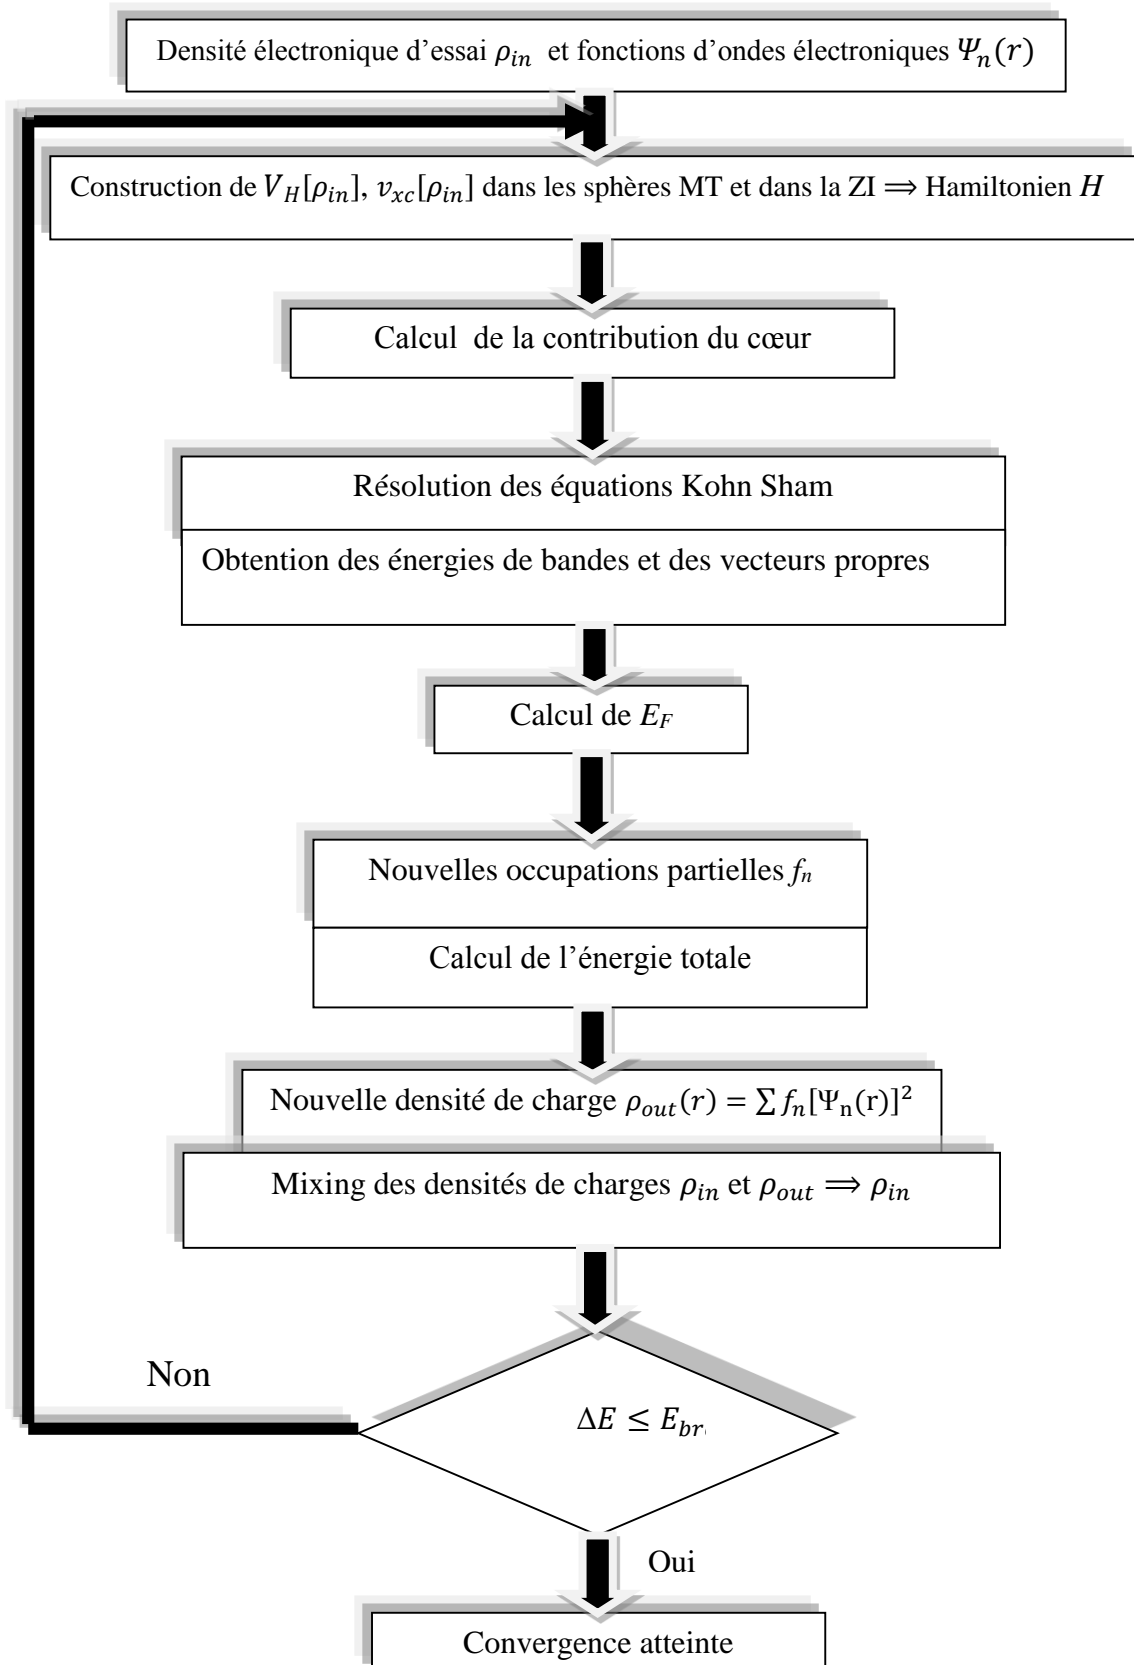 Densité électronique d’essai ρ_in et fonctions d’ondes électroniques Ψ_n(r)
Construction de V_H[ρ_in], v_xc[ρ_in] dans les sphères MT et dans la ZI ⟹ Hamiltonien H
Calcul de la contribution du cœur
Résolution des équations Kohn Sham
Obtention des énergies de bandes et des vecteurs propres
Calcul de E_F
Nouvelles occupations partielles f_n
Calcul de l’énergie totale
Nouvelle densité de charge ρ_out(r) = ∑ f_n[Ψ_n(r)]²
Mixing des densités de charges ρ_in et ρ_out ⟹ ρ_in
Non
ΔE ≤ E_br
Oui
Convergence atteinte